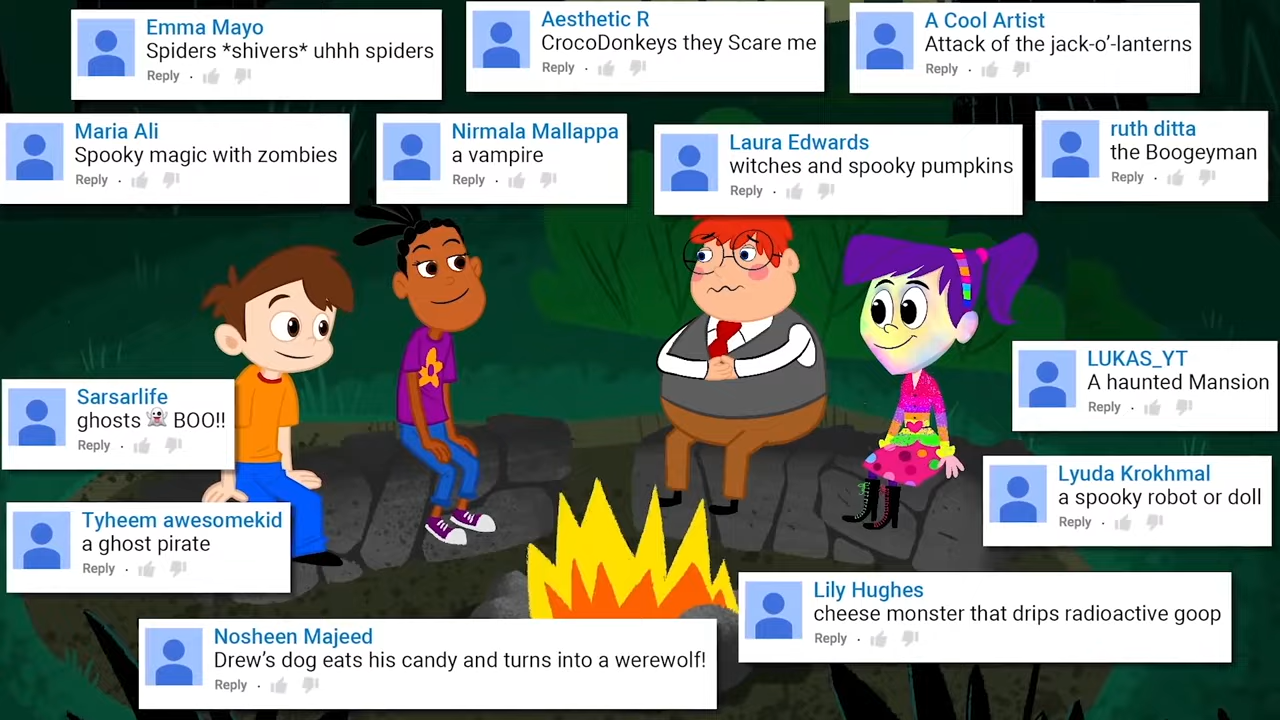 Emma Mayo
Spiders *shivers* uhhh spiders
Reply
Aesthetic R
CrocoDonkeys they Scare me
Reply
A Cool Artist
Attack of the jack-o'-lanterns
Reply
Maria Ali
Spooky magic with zombies
Reply
Nirmala Mallappa
a vampire
Reply
Laura Edwards
witches and spooky pumpkins
Reply
ruth ditta
the Boogeyman
Reply
Sarsarlife
ghosts 👻 BOO!!
Reply
LUKAS_YT
A haunted Mansion
Reply
Lyuda Krokhmal
a spooky robot or doll
Reply
Tyheem awesomekid
a ghost pirate
Reply
Lily Hughes
cheese monster that drips radioactive goop
Reply
Nosheen Majeed
Drew's dog eats his candy and turns into a werewolf!
Reply